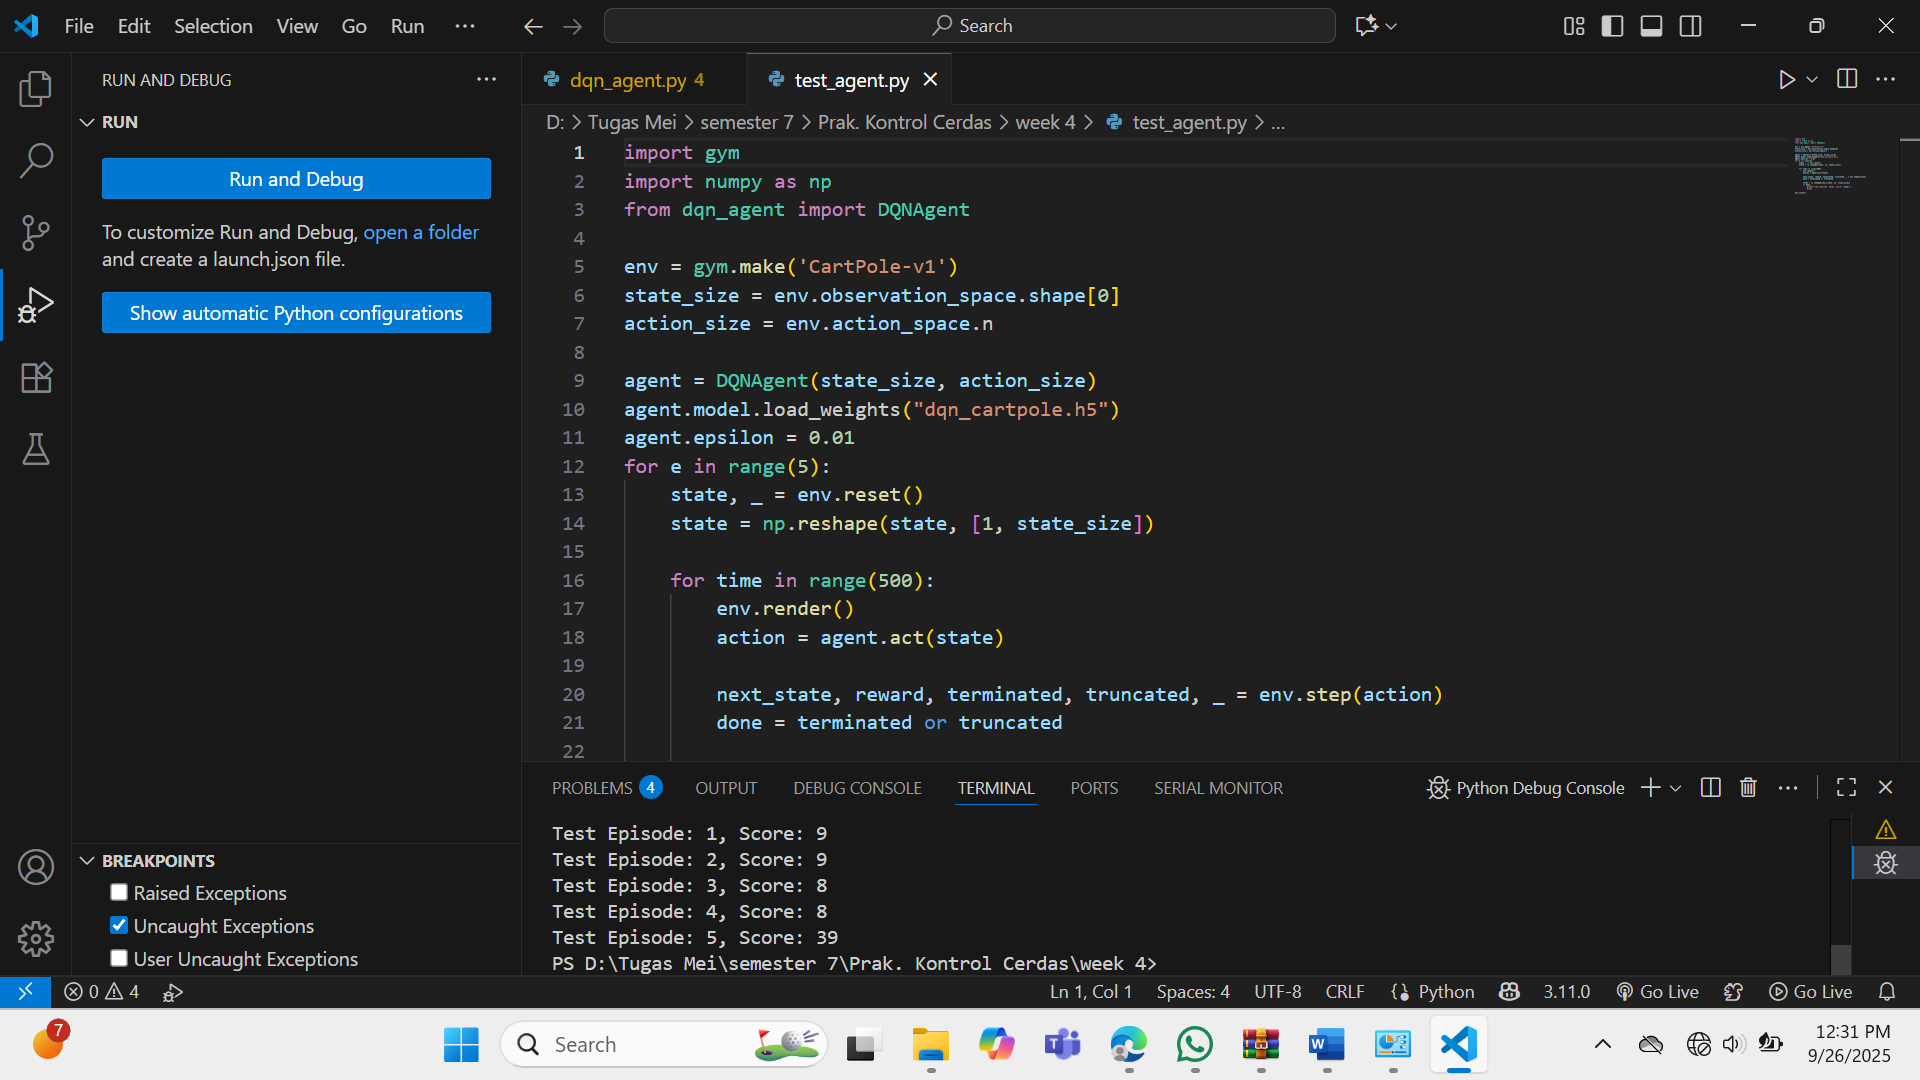 File Edit Selection View Go Run ···
Search
RUN AND DEBUG
RUN
Run and Debug
To customize Run and Debug, open a folder
and create a launch.json file.
Show automatic Python configurations
BREAKPOINTS
Raised Exceptions
Uncaught Exceptions
User Uncaught Exceptions
dqn_agent.py 4
test_agent.py
D: > Tugas Mei > semester 7 > Prak. Kontrol Cerdas > week 4 > test_agent.py > ...
1 import gym
2 import numpy as np
3 from dqn_agent import DQNAgent
4
5 env = gym.make('CartPole-v1')
6 state_size = env.observation_space.shape[0]
7 action_size = env.action_space.n
8
9 agent = DQNAgent(state_size, action_size)
10 agent.model.load_weights("dqn_cartpole.h5")
11 agent.epsilon = 0.01
12 for e in range(5):
13     state, _ = env.reset()
14     state = np.reshape(state, [1, state_size])
15
16     for time in range(500):
17         env.render()
18         action = agent.act(state)
19
20         next_state, reward, terminated, truncated, _ = env.step(action)
21         done = terminated or truncated
22
PROBLEMS 4 OUTPUT DEBUG CONSOLE TERMINAL PORTS SERIAL MONITOR
Python Debug Console
Test Episode: 1, Score: 9
Test Episode: 2, Score: 9
Test Episode: 3, Score: 8
Test Episode: 4, Score: 8
Test Episode: 5, Score: 39
PS D:\Tugas Mei\semester 7\Prak. Kontrol Cerdas\week 4>
0 4
Ln 1, Col 1 Spaces: 4 UTF-8 CRLF Python 3.11.0 Go Live Go Live
7
Search
12:31 PM
9/26/2025